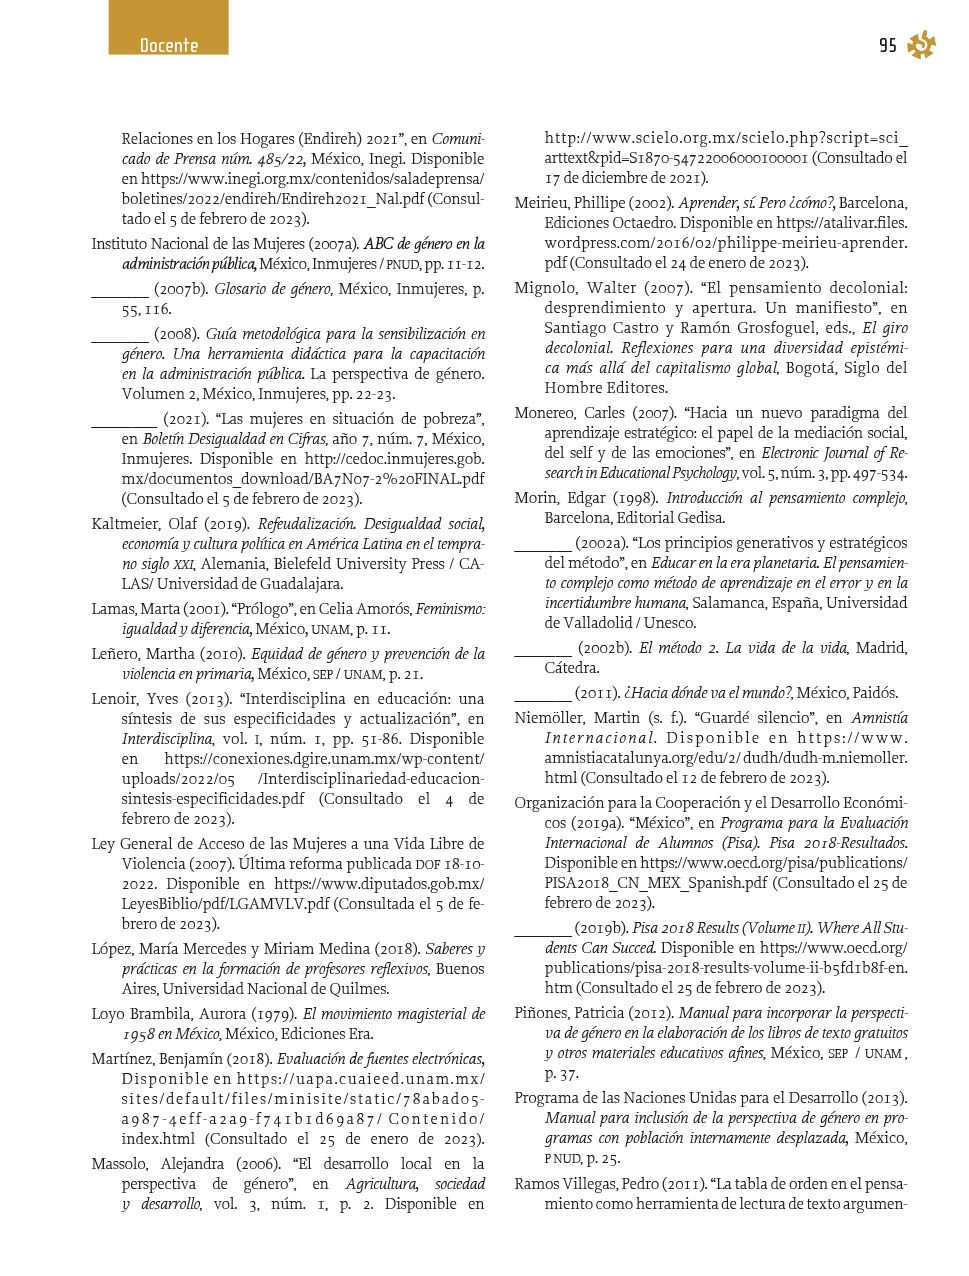 Docente
95
Relaciones en los Hogares (Endireh) 2021”, en Comuni-
cado de Prensa núm. 485/22, México, Inegi. Disponible
en https://www.inegi.org.mx/contenidos/saladeprensa/
boletines/2022/endireh/Endireh2021_Nal.pdf (Consul-
tado el 5 de febrero de 2023).
Instituto Nacional de las Mujeres (2007a). ABC de género en la
administración pública, México, Inmujeres / PNUD, pp. 11-12.
_______ (2007b). Glosario de género, México, Inmujeres, p.
55, 116.
_______ (2008). Guía metodológica para la sensibilización en
género. Una herramienta didáctica para la capacitación
en la administración pública. La perspectiva de género.
Volumen 2, México, Inmujeres, pp. 22-23.
________ (2021). “Las mujeres en situación de pobreza”,
en Boletín Desigualdad en Cifras, año 7, núm. 7, México,
Inmujeres. Disponible en http://cedoc.inmujeres.gob.
mx/documentos_download/BA7N07-2%20FINAL.pdf
(Consultado el 5 de febrero de 2023).
Kaltmeier, Olaf (2019). Refeudalización. Desigualdad social,
economía y cultura política en América Latina en el tempra-
no siglo XXI, Alemania, Bielefeld University Press / CA-
LAS/ Universidad de Guadalajara.
Lamas, Marta (2001). “Prólogo”, en Celia Amorós, Feminismo:
igualdad y diferencia, México, UNAM, p. 11.
Leñero, Martha (2010). Equidad de género y prevención de la
violencia en primaria, México, SEP / UNAM, p. 21.
Lenoir, Yves (2013). “Interdisciplina en educación: una
síntesis de sus especificidades y actualización”, en
Interdisciplina, vol. I, núm. 1, pp. 51-86. Disponible
en https://conexiones.dgire.unam.mx/wp-content/
uploads/2022/05 /Interdisciplinariedad-educacion-
sintesis-especificidades.pdf (Consultado el 4 de
febrero de 2023).
Ley General de Acceso de las Mujeres a una Vida Libre de
Violencia (2007). Última reforma publicada DOF 18-10-
2022. Disponible en https://www.diputados.gob.mx/
LeyesBiblio/pdf/LGAMVLV.pdf (Consultada el 5 de fe-
brero de 2023).
López, María Mercedes y Miriam Medina (2018). Saberes y
prácticas en la formación de profesores reflexivos, Buenos
Aires, Universidad Nacional de Quilmes.
Loyo Brambila, Aurora (1979). El movimiento magisterial de
1958 en México, México, Ediciones Era.
Martínez, Benjamín (2018). Evaluación de fuentes electrónicas,
Disponible en https://uapa.cuaieed.unam.mx/
sites/default/files/minisite/static/78abad05-
a987-4eff-a2a9-f741b1d69a87/ Contenido/
index.html (Consultado el 25 de enero de 2023).
Massolo, Alejandra (2006). “El desarrollo local en la
perspectiva de género”, en Agricultura, sociedad
y desarrollo, vol. 3, núm. 1, p. 2. Disponible en
http://www.scielo.org.mx/scielo.php?script=sci_
arttext&pid=S1870-54722006000100001 (Consultado el
17 de diciembre de 2021).
Meirieu, Phillipe (2002). Aprender, sí. Pero ¿cómo?, Barcelona,
Ediciones Octaedro. Disponible en https://atalivar.files.
wordpress.com/2016/02/philippe-meirieu-aprender.
pdf (Consultado el 24 de enero de 2023).
Mignolo, Walter (2007). “El pensamiento decolonial:
desprendimiento y apertura. Un manifiesto”, en
Santiago Castro y Ramón Grosfoguel, eds., El giro
decolonial. Reflexiones para una diversidad epistémi-
ca más allá del capitalismo global, Bogotá, Siglo del
Hombre Editores.
Monereo, Carles (2007). “Hacia un nuevo paradigma del
aprendizaje estratégico: el papel de la mediación social,
del self y de las emociones”, en Electronic Journal of Re-
search in Educational Psychology, vol. 5, núm. 3, pp. 497-534.
Morin, Edgar (1998). Introducción al pensamiento complejo,
Barcelona, Editorial Gedisa.
_______ (2002a). “Los principios generativos y estratégicos
del método”, en Educar en la era planetaria. El pensamien-
to complejo como método de aprendizaje en el error y en la
incertidumbre humana, Salamanca, España, Universidad
de Valladolid / Unesco.
_______ (2002b). El método 2. La vida de la vida, Madrid,
Cátedra.
_______ (2011). ¿Hacia dónde va el mundo?, México, Paidós.
Niemöller, Martin (s. f.). “Guardé silencio”, en Amnistía
Internacional. Disponible en https://www.
amnistiacatalunya.org/edu/2/ dudh/dudh-m.niemoller.
html (Consultado el 12 de febrero de 2023).
Organización para la Cooperación y el Desarrollo Económi-
cos (2019a). “México”, en Programa para la Evaluación
Internacional de Alumnos (Pisa). Pisa 2018-Resultados.
Disponible en https://www.oecd.org/pisa/publications/
PISA2018_CN_MEX_Spanish.pdf (Consultado el 25 de
febrero de 2023).
_______ (2019b). Pisa 2018 Results (Volume II). Where All Stu-
dents Can Succed. Disponible en https://www.oecd.org/
publications/pisa-2018-results-volume-ii-b5fd1b8f-en.
htm (Consultado el 25 de febrero de 2023).
Piñones, Patricia (2012). Manual para incorporar la perspecti-
va de género en la elaboración de los libros de texto gratuitos
y otros materiales educativos afines, México, SEP / UNAM ,
p. 37.
Programa de las Naciones Unidas para el Desarrollo (2013).
Manual para inclusión de la perspectiva de género en pro-
gramas con población internamente desplazada, México,
PNUD, p. 25.
Ramos Villegas, Pedro (2011). “La tabla de orden en el pensa-
miento como herramienta de lectura de texto argumen-